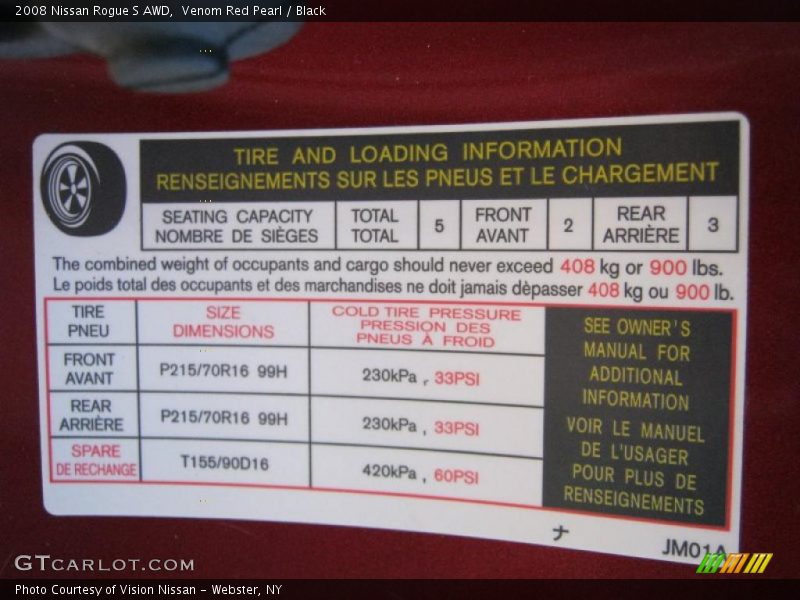 2008 Nissan Rogue S AWD,  Venom Red Pearl / Black
TIRE AND LOADING INFORMATION
RENSEIGNEMENTS SUR LES PNEUS ET LE CHARGEMENT
SEATING CAPACITY
NOMBRE DE SIÈGES
TOTAL
TOTAL
5
FRONT
AVANT
2
REAR
ARRIÈRE
3
The combined weight of occupants and cargo should never exceed 408 kg or 900 lbs.
Le poids total des occupants et des marchandises ne doit jamais dèpasser 408 kg ou 900 lb.
TIRE
PNEU
SIZE
DIMENSIONS
COLD TIRE PRESSURE
PRESSION DES
PNEUS À FROID
FRONT
AVANT
P215/70R16 99H
230kPa , 33PSI
REAR
ARRIÈRE
P215/70R16 99H
230kPa , 33PSI
SPARE
DE RECHANGE
T155/90D16
420kPa , 60PSI
SEE OWNER'S
MANUAL FOR
ADDITIONAL
INFORMATION
VOIR LE MANUEL
DE L'USAGER
POUR PLUS DE
RENSEIGNEMENTS
ナ
JM01A
GTCARLOT.COM
Photo Courtesy of Vision Nissan - Webster, NY